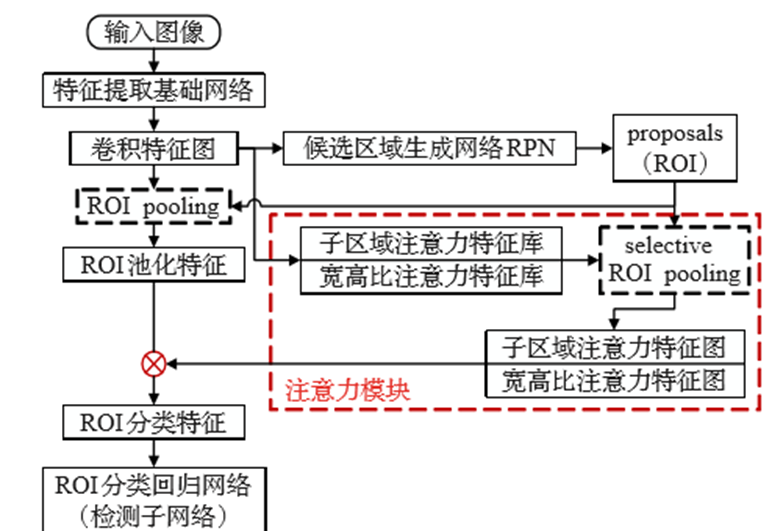 输入图像
特征提取基础网络
卷积特征图
候选区域生成网络RPN
proposals
（ROI）
ROI pooling
子区域注意力特征库
宽高比注意力特征库
selective
ROI pooling
ROI池化特征
子区域注意力特征图
宽高比注意力特征图
注意力模块
ROI分类特征
ROI分类回归网络
（检测子网络）